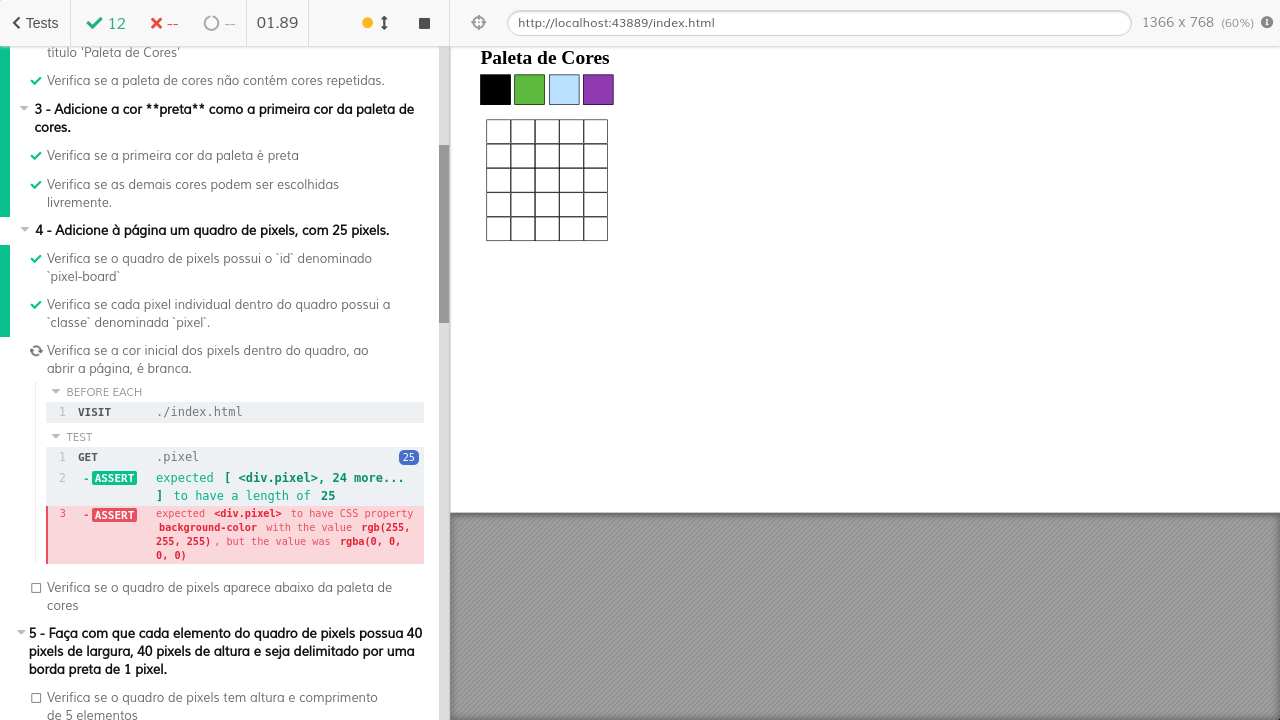 Tests
12
--
--
01.89
http://localhost:43889/index.html
1366 x 768 (60%)
título 'Paleta de Cores'
Verifica se a paleta de cores não contém cores repetidas.
3 - Adicione a cor **preta** como a primeira cor da paleta de
cores.
Verifica se a primeira cor da paleta é preta
Verifica se as demais cores podem ser escolhidas
livremente.
4 - Adicione à página um quadro de pixels, com 25 pixels.
Verifica se o quadro de pixels possui o `id` denominado
`pixel-board`
Verifica se cada pixel individual dentro do quadro possui a
`classe` denominada `pixel`.
Verifica se a cor inicial dos pixels dentro do quadro, ao
abrir a página, é branca.
BEFORE EACH
1 VISIT ./index.html
TEST
1 GET .pixel 25
2 -ASSERT expected [ <div.pixel>, 24 more...
] to have a length of 25
3 -ASSERT expected <div.pixel> to have CSS property
background-color with the value rgb(255,
255, 255), but the value was rgba(0, 0,
0, 0)
Verifica se o quadro de pixels aparece abaixo da paleta de
cores
5 - Faça com que cada elemento do quadro de pixels possua 40
pixels de largura, 40 pixels de altura e seja delimitado por uma
borda preta de 1 pixel.
Verifica se o quadro de pixels tem altura e comprimento
de 5 elementos
Paleta de Cores